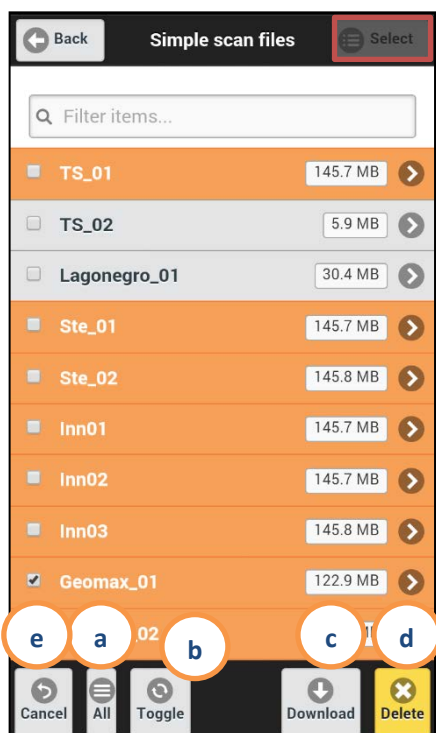 Back Simple scan files Select
Filter items...
TS_01 145.7 MB
TS_02 5.9 MB
Lagonegro_01 30.4 MB
Ste_01 145.7 MB
Ste_02 145.8 MB
Inn01 145.7 MB
Inn02 145.7 MB
Inn03 145.8 MB
Geomax_01 122.9 MB
_02
e a b c d
Cancel All Toggle Download Delete